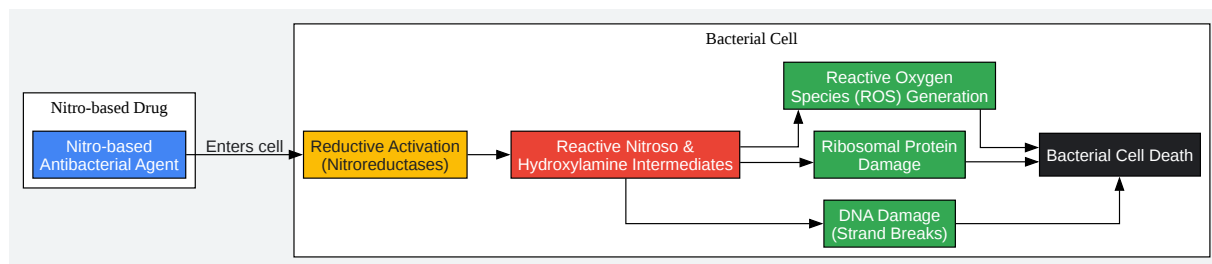 Bacterial Cell
Nitro-based Drug
Nitro-based
Antibacterial Agent
Enters cell
Reductive Activation
(Nitroreductases)
Reactive Nitroso &
Hydroxylamine Intermediates
Reactive Oxygen
Species (ROS) Generation
Ribosomal Protein
Damage
DNA Damage
(Strand Breaks)
Bacterial Cell Death